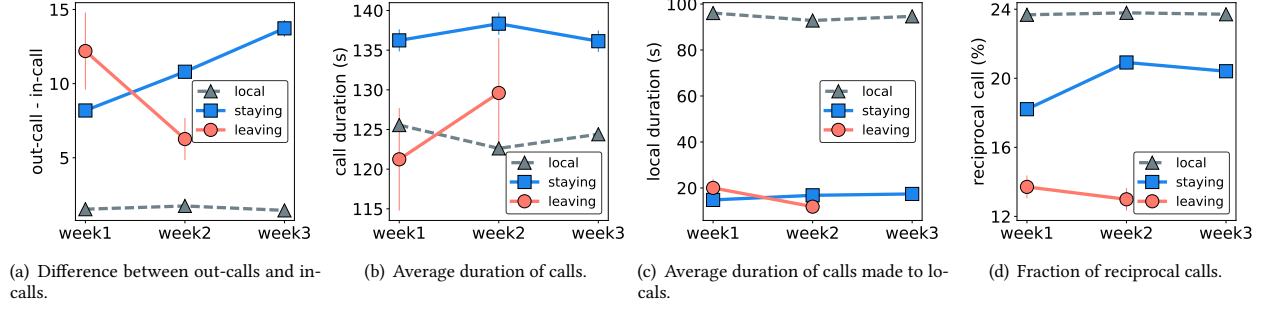 out-call - in-call
15
10
5
local
staying
leaving
week1 week2 week3
(a) Difference between out-calls and in-
calls.
call duration (s)
140
135
130
125
120
115
local
staying
leaving
week1 week2 week3
(b) Average duration of calls.
local duration (s)
100
80
60
40
20
local
staying
leaving
week1 week2 week3
(c) Average duration of calls made to lo-
cals.
reciprocal call (%)
24
20
16
12
local
staying
leaving
week1 week2 week3
(d) Fraction of reciprocal calls.